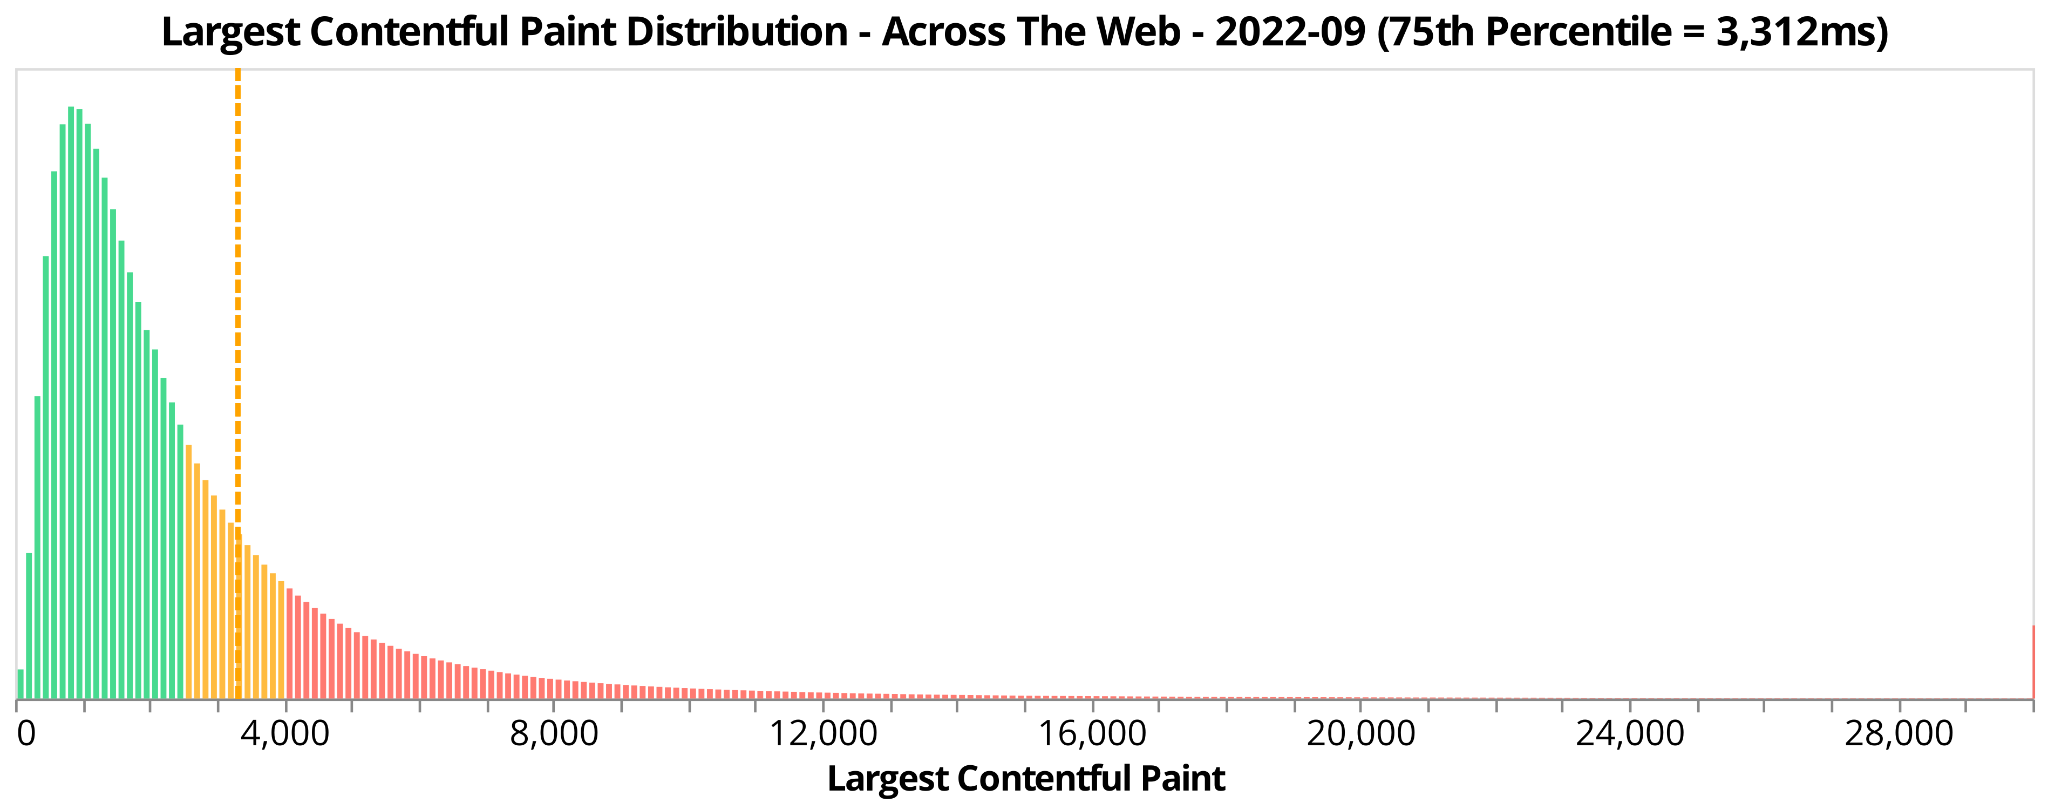 Largest Contentful Paint Distribution - Across The Web - 2022-09 (75th Percentile = 3,312ms)
0 4,000 8,000 12,000 16,000 20,000 24,000 28,000
Largest Contentful Paint